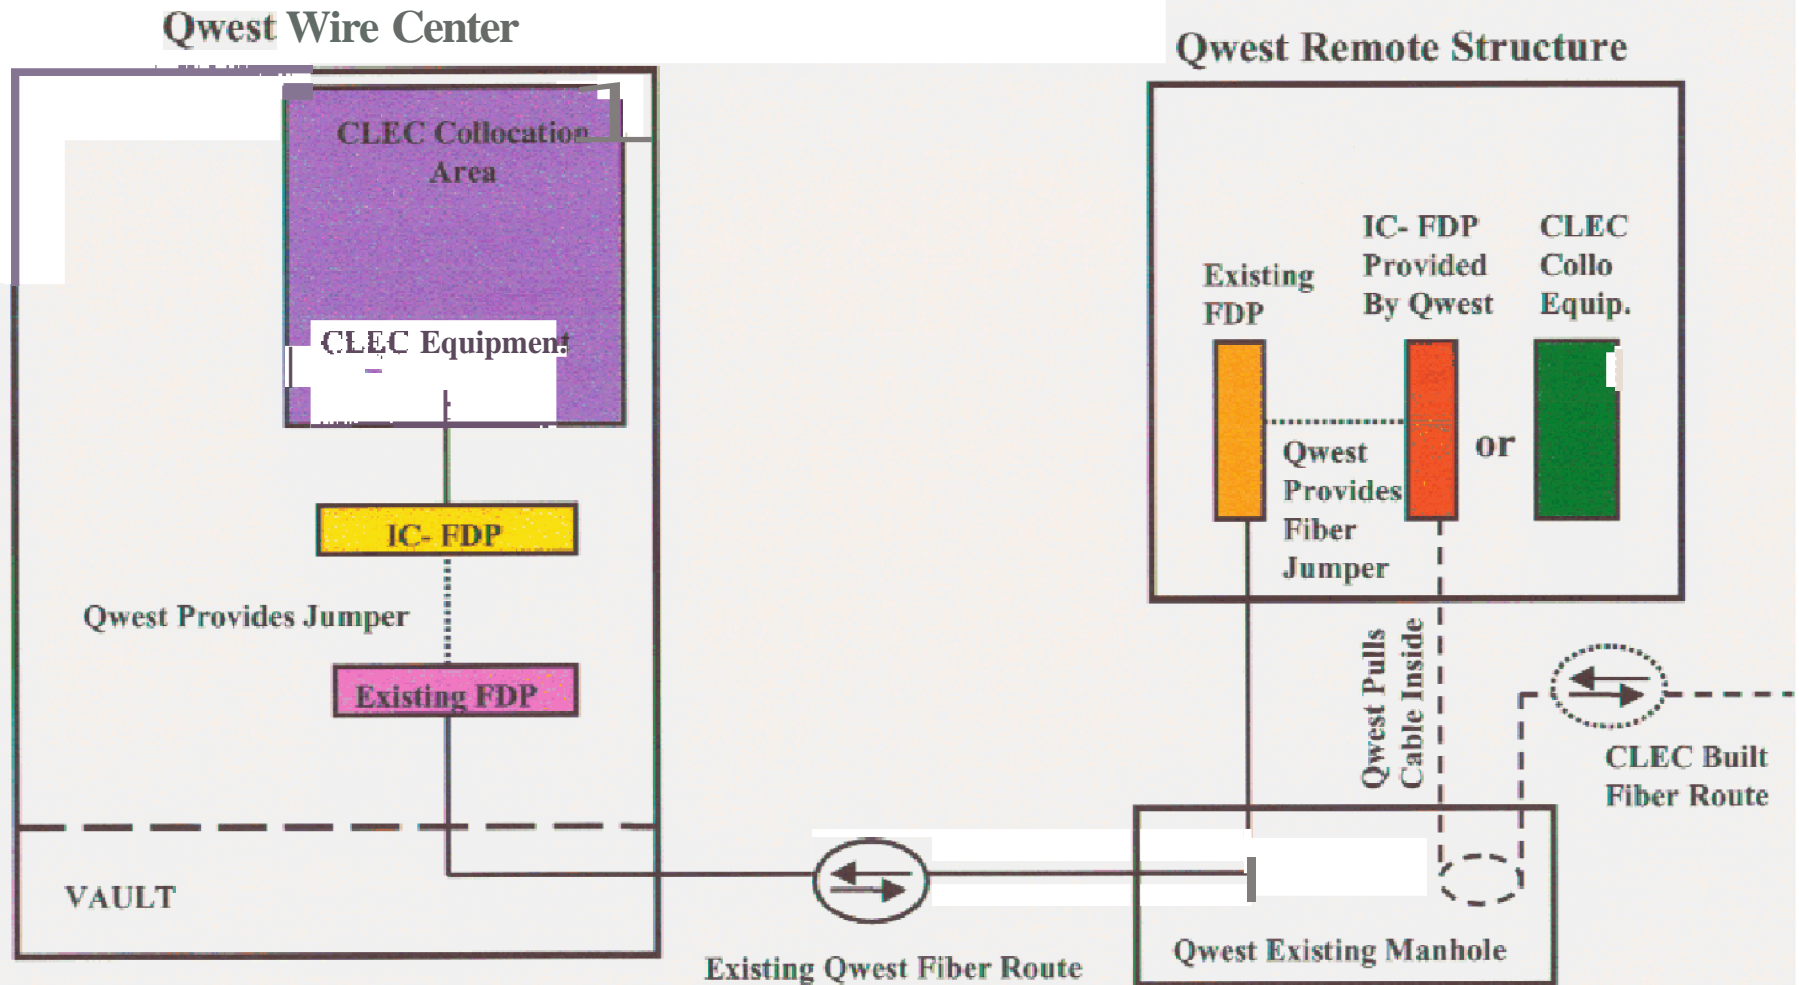 Qwest Wire Center
CLEC Collocation
Area
CLEC Equipment
IC- FDP
Qwest Provides Jumper
Existing FDP
VAULT
Existing Qwest Fiber Route
Qwest Remote Structure
Existing
FDP
IC- FDP
Provided
By Qwest
CLEC
Collo
Equip.
or
Qwest
Provides
Fiber
Jumper
Qwest Pulls
Cable Inside
CLEC Built
Fiber Route
Qwest Existing Manhole